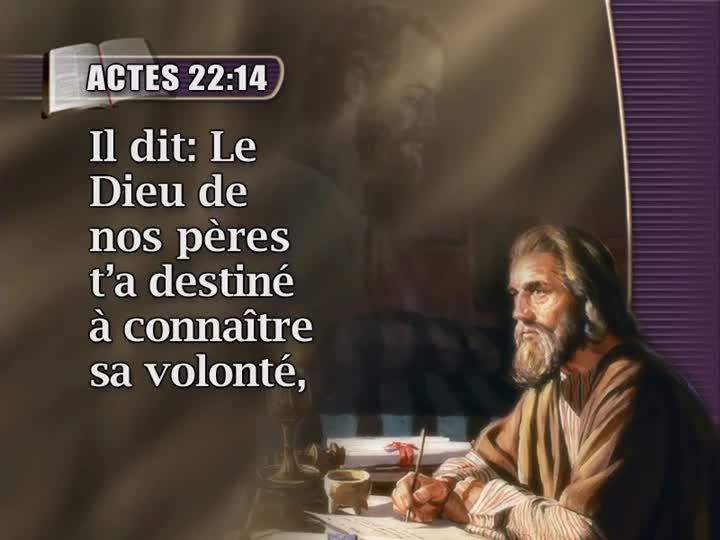 ACTES 22:14
Il dit: Le
Dieu de
nos pères
t’a destiné
à connaître
sa volonté,